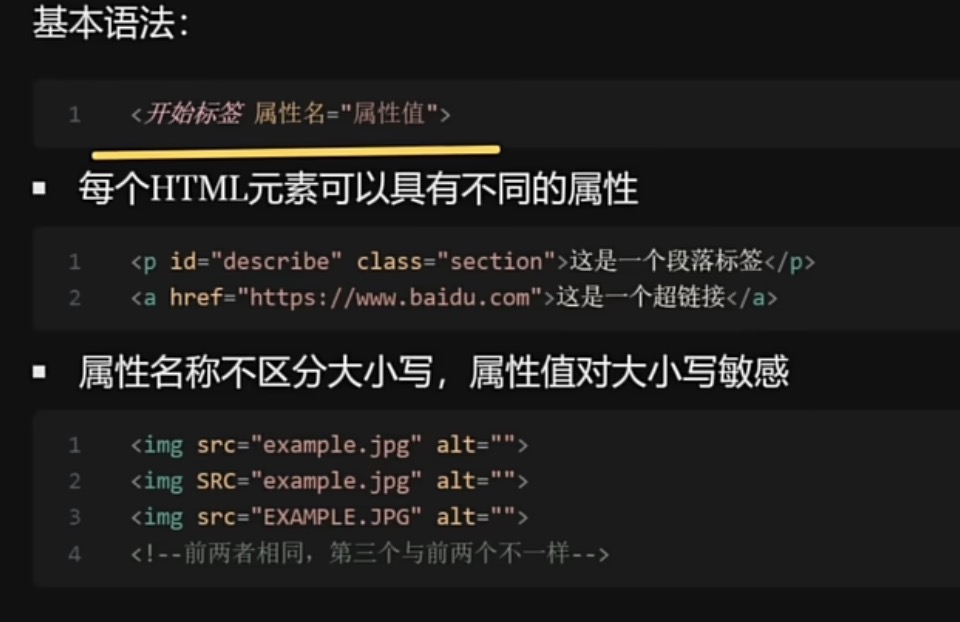 基本语法：
1 <开始标签 属性名="属性值">
▪ 每个HTML元素可以具有不同的属性
1 <p id="describe" class="section">这是一个段落标签</p>
2 <a href="https://www.baidu.com">这是一个超链接</a>
▪ 属性名称不区分大小写，属性值对大小写敏感
1 <img src="example.jpg" alt="">
2 <img SRC="example.jpg" alt="">
3 <img src="EXAMPLE.JPG" alt="">
4 <!--前两者相同，第三个与前两个不一样-->